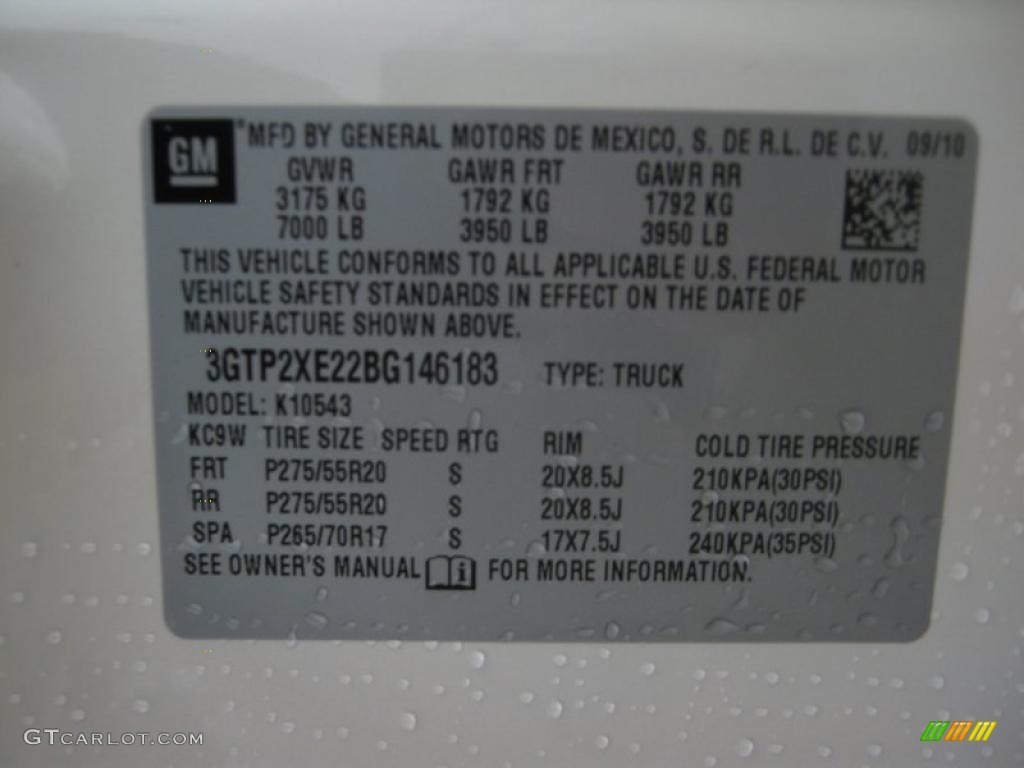 GM MFD BY GENERAL MOTORS DE MEXICO, S. DE R.L. DE C.V. 09/10
GVWR GAWR FRT GAWR RR
3175 KG 1792 KG 1792 KG
7000 LB 3950 LB 3950 LB
THIS VEHICLE CONFORMS TO ALL APPLICABLE U.S. FEDERAL MOTOR
VEHICLE SAFETY STANDARDS IN EFFECT ON THE DATE OF
MANUFACTURE SHOWN ABOVE.
3GTP2XE22BG146183 TYPE: TRUCK
MODEL: K10543
KC9W TIRE SIZE SPEED RTG RIM COLD TIRE PRESSURE
FRT P275/55R20 S 20X8.5J 210KPA(30PSI)
RR P275/55R20 S 20X8.5J 210KPA(30PSI)
SPA P265/70R17 S 17X7.5J 240KPA(35PSI)
SEE OWNER'S MANUAL i FOR MORE INFORMATION.
GTCARLOT.COM